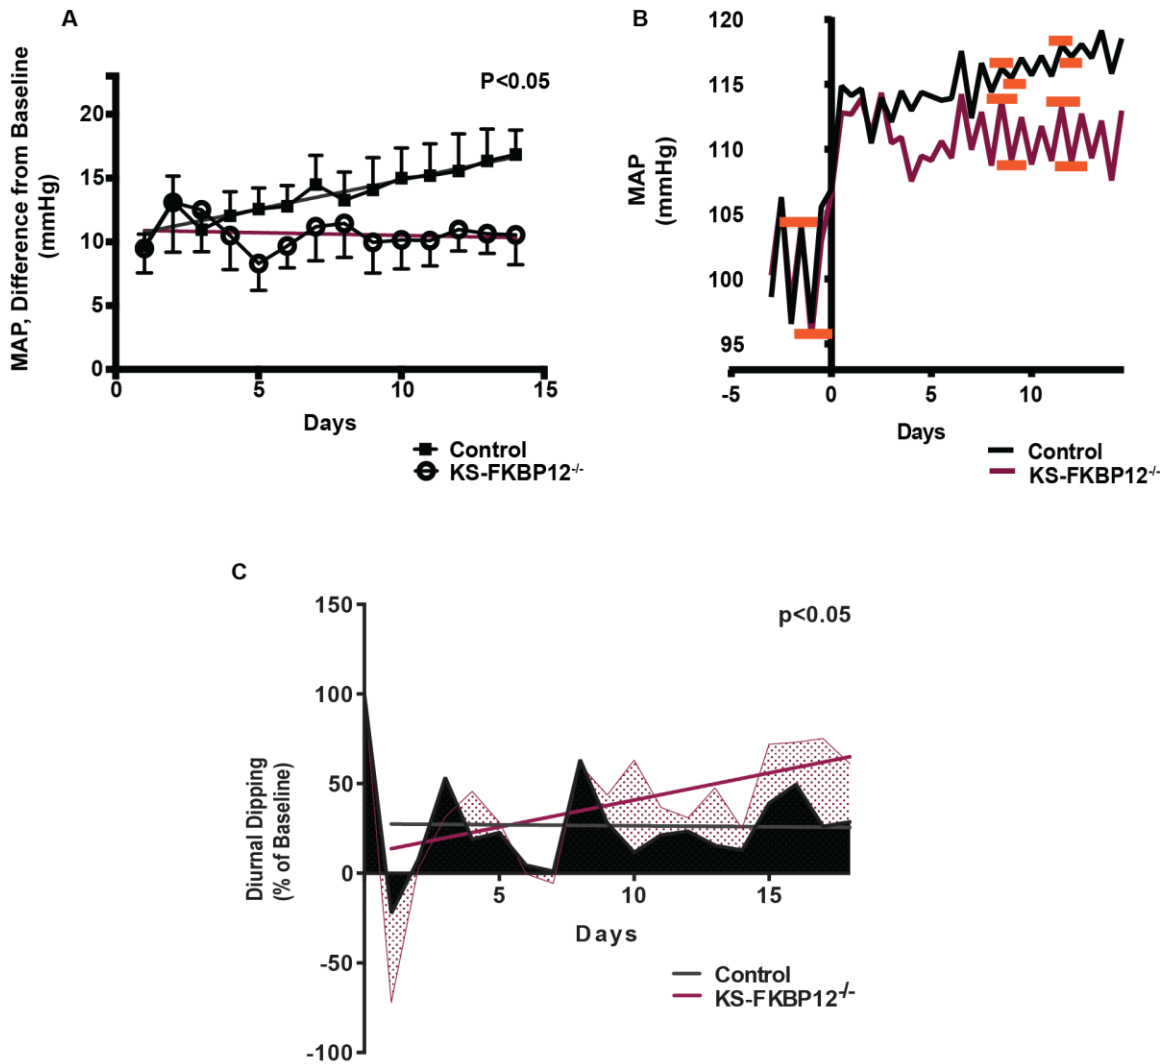 A
MAP, Difference from Baseline
(mmHg)
P<0.05
20
15
10
5
0
0
5
10
15
Days
Control
KS-FKBP12-/-
B
MAP
(mmHg)
120
115
110
105
100
95
-5
0
5
10
Days
Control
KS-FKBP12-/-
C
Diurnal Dipping
(% of Baseline)
p<0.05
150
100
50
0
-50
-100
5
10
15
Days
Control
KS-FKBP12-/-